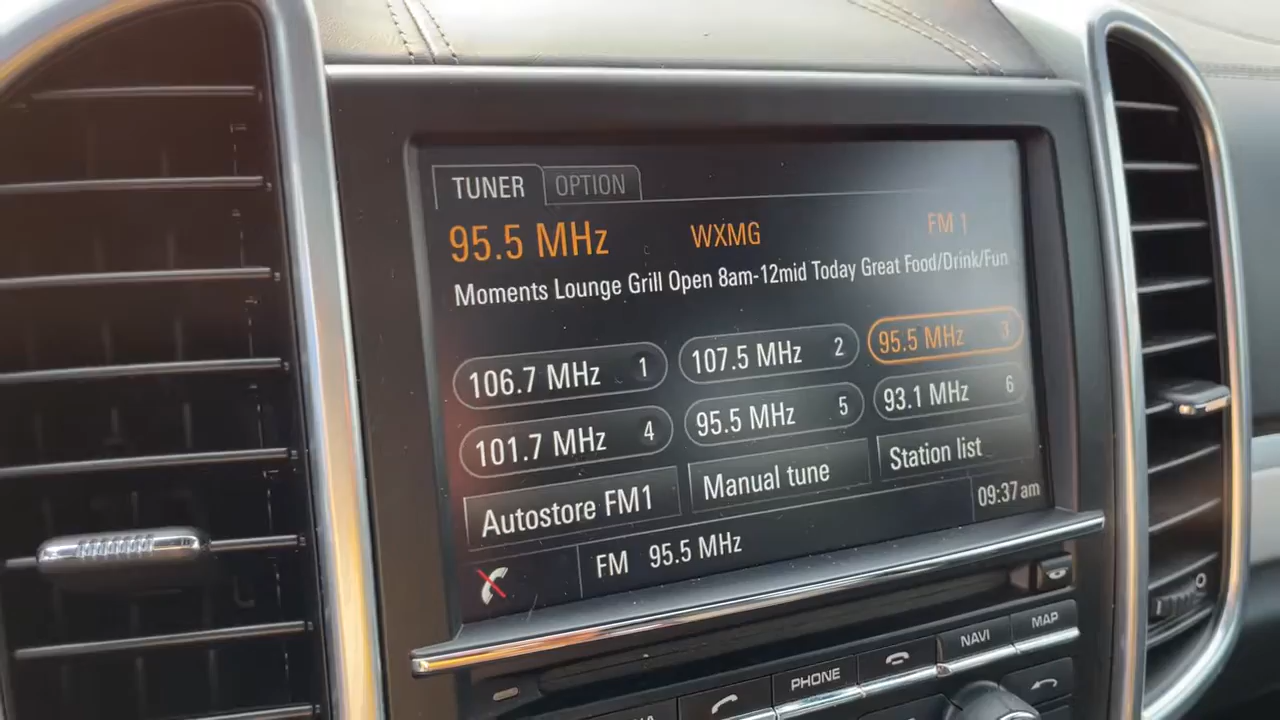 TUNER OPTION
95.5 MHz WXMG FM 1
Moments Lounge Grill Open 8am-12mid Today Great Food/Drink/Fun
106.7 MHz 1 107.5 MHz 2 95.5 MHz 3
101.7 MHz 4 95.5 MHz 5 93.1 MHz 6
Autostore FM1 Manual tune Station list
FM 95.5 MHz 09:37am
PHONE NAVI MAP